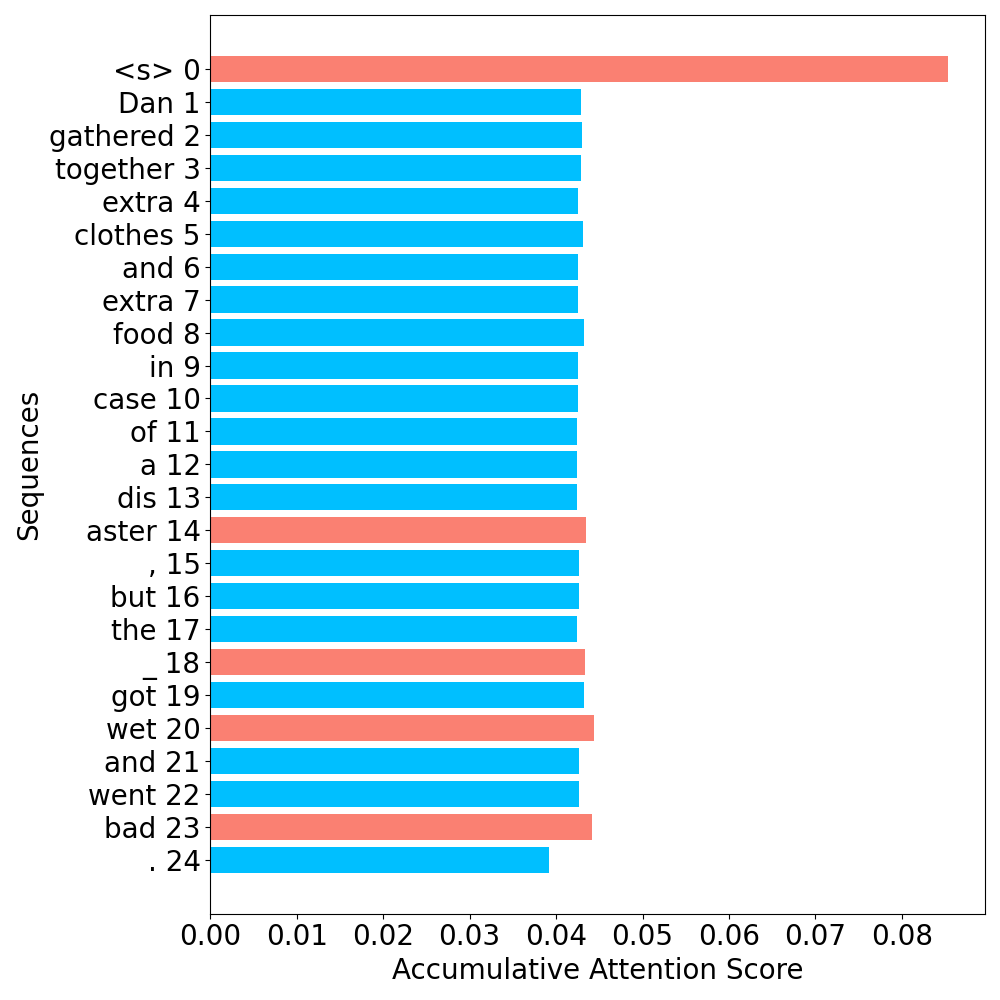 <s> 0
Dan 1
gathered 2
together 3
extra 4
clothes 5
and 6
extra 7
food 8
in 9
case 10
of 11
a 12
dis 13
aster 14
, 15
but 16
the 17
_ 18
got 19
wet 20
and 21
went 22
bad 23
. 24
Sequences
0.00 0.01 0.02 0.03 0.04 0.05 0.06 0.07 0.08
Accumulative Attention Score